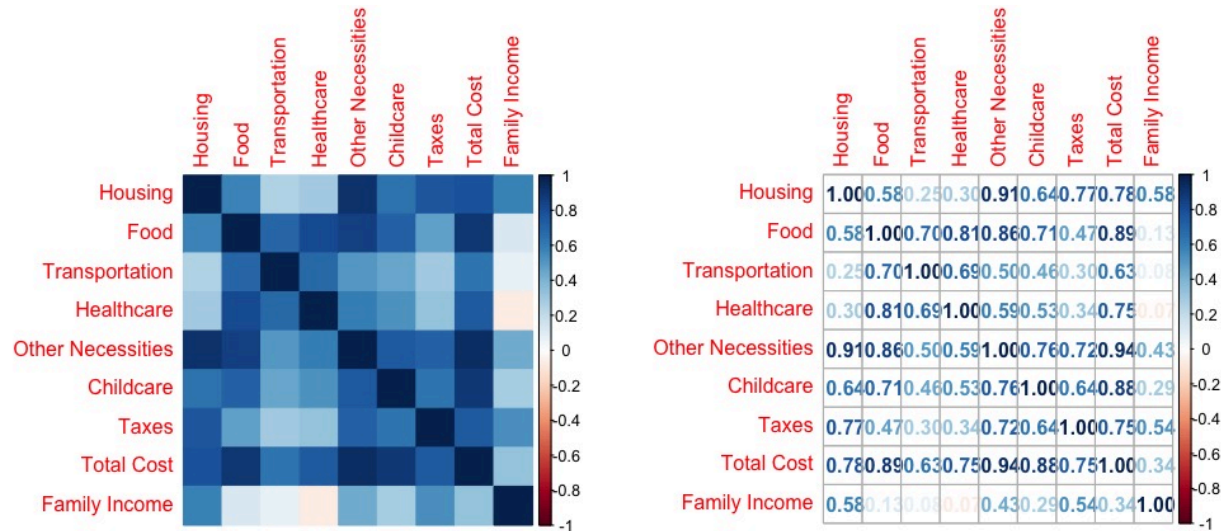 Housing
Food
Transportation
Healthcare
Other Necessities
Childcare
Taxes
Total Cost
Family Income
Housing
Food
Transportation
Healthcare
Other Necessities
Childcare
Taxes
Total Cost
Family Income
1
0.8
0.6
0.4
0.2
0
-0.2
-0.4
-0.6
-0.8
-1
Housing
Food
Transportation
Healthcare
Other Necessities
Childcare
Taxes
Total Cost
Family Income
Housing 1.00 0.58 0.25 0.30 0.91 0.64 0.77 0.78 0.58
Food 0.58 1.00 0.70 0.81 0.86 0.71 0.47 0.89 0.13
Transportation 0.25 0.70 1.00 0.69 0.50 0.46 0.30 0.63 0.08
Healthcare 0.30 0.81 0.69 1.00 0.59 0.53 0.34 0.75 -0.07
Other Necessities 0.91 0.86 0.50 0.59 1.00 0.76 0.72 0.94 0.43
Childcare 0.64 0.71 0.46 0.53 0.76 1.00 0.64 0.88 0.29
Taxes 0.77 0.47 0.30 0.34 0.72 0.64 1.00 0.75 0.54
Total Cost 0.78 0.89 0.63 0.75 0.94 0.88 0.75 1.00 0.34
Family Income 0.58 0.13 0.08 -0.07 0.43 0.29 0.54 0.34 1.00
1
0.8
0.6
0.4
0.2
0
-0.2
-0.4
-0.6
-0.8
-1